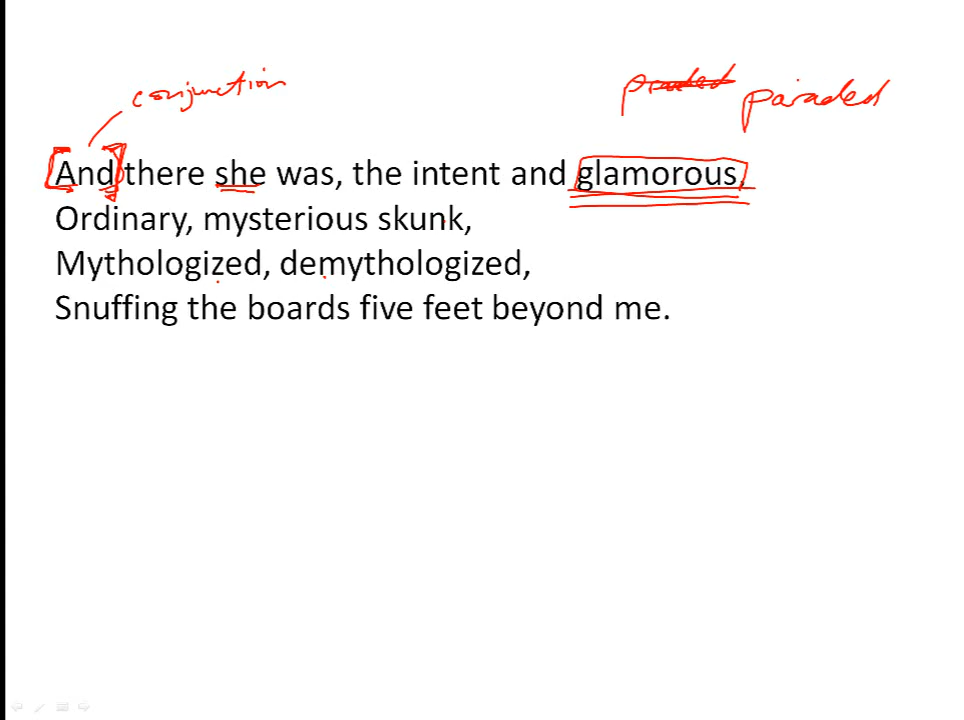 conjunction
paraded paraded
And there she was, the intent and glamorous,
Ordinary, mysterious skunk,
Mythologized, demythologized,
Snuffing the boards five feet beyond me.